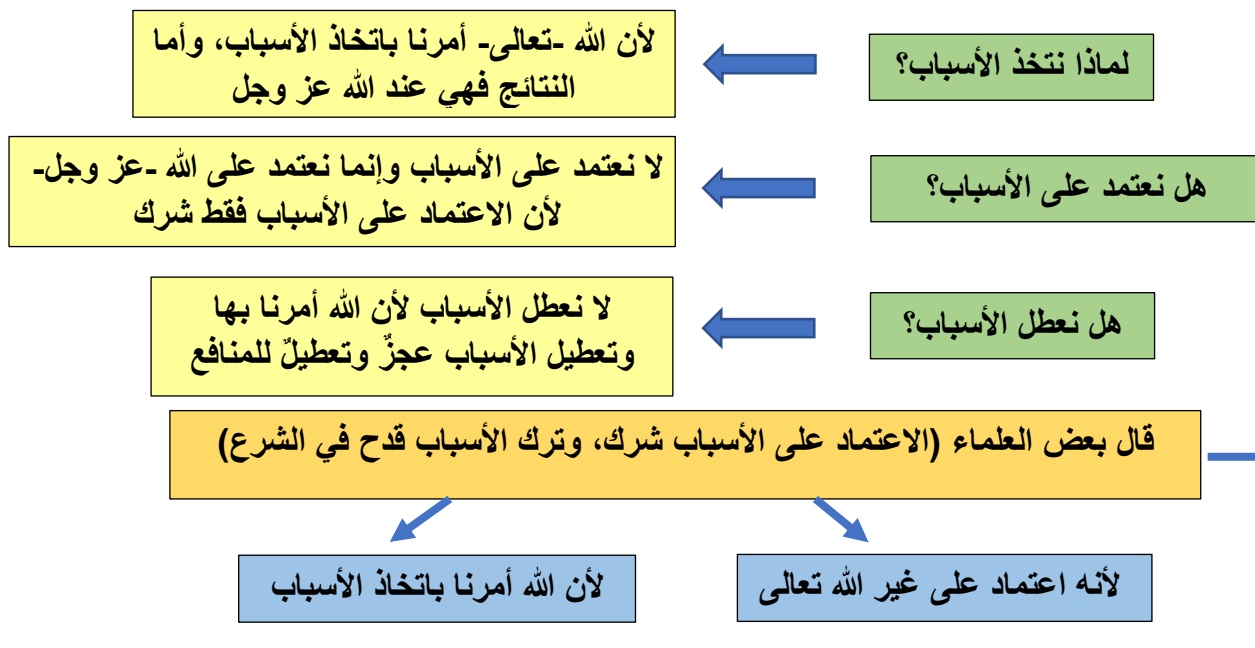 لماذا نتخذ الأسباب؟
لأن الله -تعالى- أمرنا باتخاذ الأسباب، وأما
النتائج فهي عند الله عز وجل
هل نعتمد على الأسباب؟
لا نعتمد على الأسباب وإنما نعتمد على الله -عز وجل-
لأن الاعتماد على الأسباب فقط شرك
هل نعطل الأسباب؟
لا نعطل الأسباب لأن الله أمرنا بها
وتعطيل الأسباب عجزٌ وتعطيلٌ للمنافع
قال بعض العلماء (الاعتماد على الأسباب شرك، وترك الأسباب قدح في الشرع)
لأنه اعتماد على غير الله تعالى
لأن الله أمرنا باتخاذ الأسباب